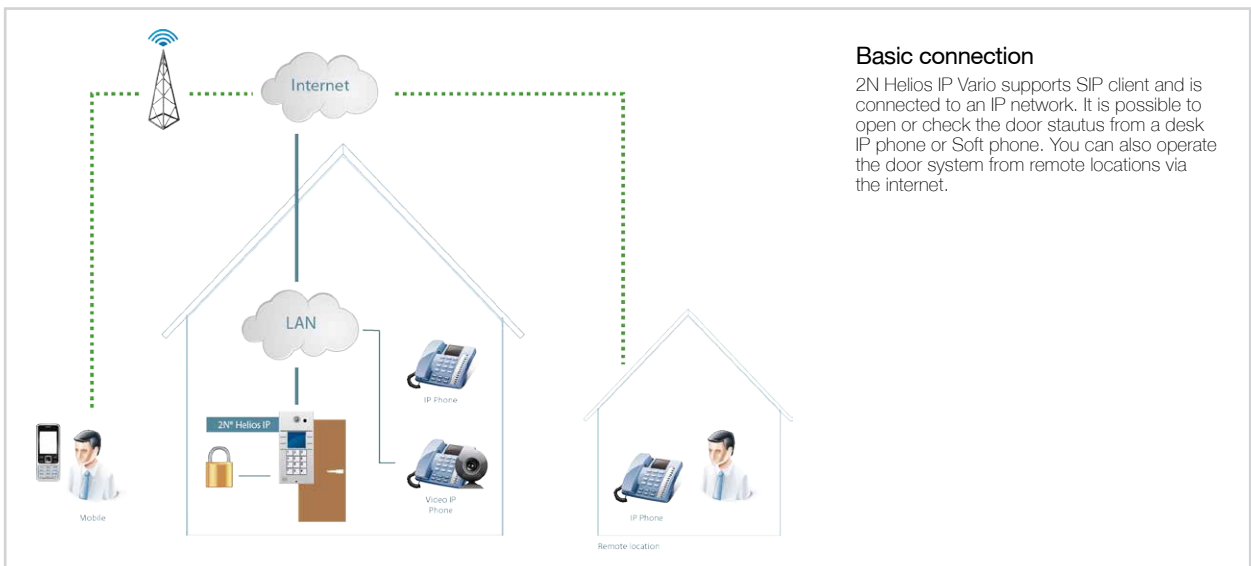 Basic connection
2N Helios IP Vario supports SIP client and is
connected to an IP network. It is possible to
open or check the door stautus from a desk
IP phone or Soft phone. You can also operate
the door system from remote locations via
the internet.
Internet
LAN
IP Phone
2N® Helios IP
Video IP
Phone
Mobile
IP Phone
Remote location